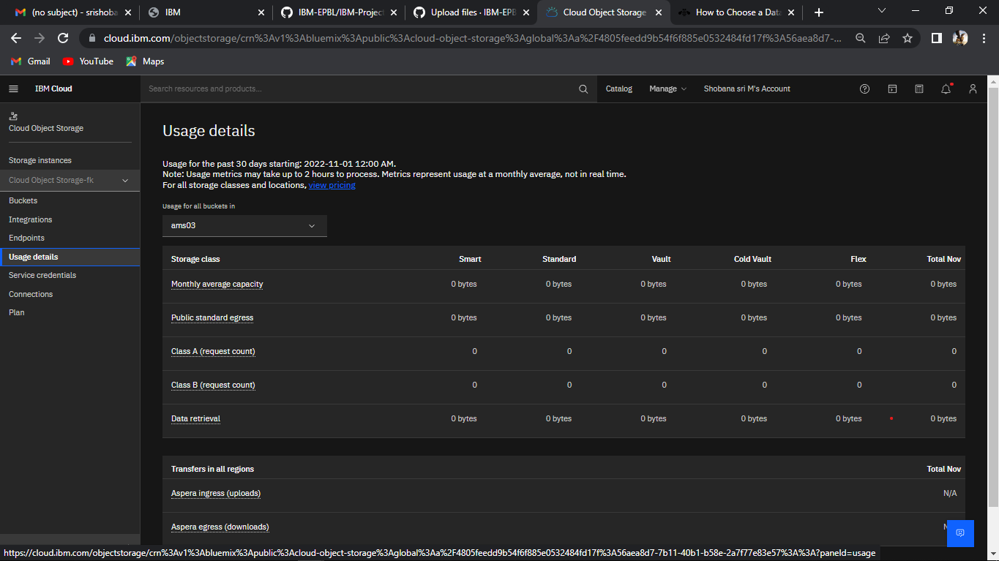 (no subject) - srishoba
IBM
IBM-EPBL/IBM-Project
Upload files · IBM-EPB
Cloud Object Storage
How to Choose a Data
cloud.ibm.com/objectstorage/crn%3Av1%3Abluemix%3Apublic%3Acloud-object-storage%3Aglobal%3Aa%2F4805feedd9b54f6f885e0532484fd17f%3A56aea8d7-...
Gmail YouTube Maps
IBM Cloud
Search resources and products...
Catalog Manage Shobana sri M's Account
Cloud Object Storage
Storage instances
Cloud Object Storage-fk
Buckets
Integrations
Endpoints
Usage details
Service credentials
Connections
Plan
Usage details
Usage for the past 30 days starting: 2022-11-01 12:00 AM.
Note: Usage metrics may take up to 2 hours to process. Metrics represent usage at a monthly average, not in real time.
For all storage classes and locations, view pricing
Usage for all buckets in
ams03
Storage class Smart Standard Vault Cold Vault Flex Total Nov
Monthly average capacity 0 bytes 0 bytes 0 bytes 0 bytes 0 bytes 0 bytes
Public standard egress 0 bytes 0 bytes 0 bytes 0 bytes 0 bytes 0 bytes
Class A (request count) 0 0 0 0 0 0
Class B (request count) 0 0 0 0 0 0
Data retrieval 0 bytes 0 bytes 0 bytes 0 bytes 0 bytes 0 bytes
Transfers in all regions Total Nov
Aspera ingress (uploads) N/A
Aspera egress (downloads)
https://cloud.ibm.com/objectstorage/crn%3Av1%3Abluemix%3Apublic%3Acloud-object-storage%3Aglobal%3Aa%2F4805feedd9b54f6f885e0532484fd17f%3A56aea8d7-7b11-40b1-b58e-2a7f77e83e57%3A%3A?paneId=usage